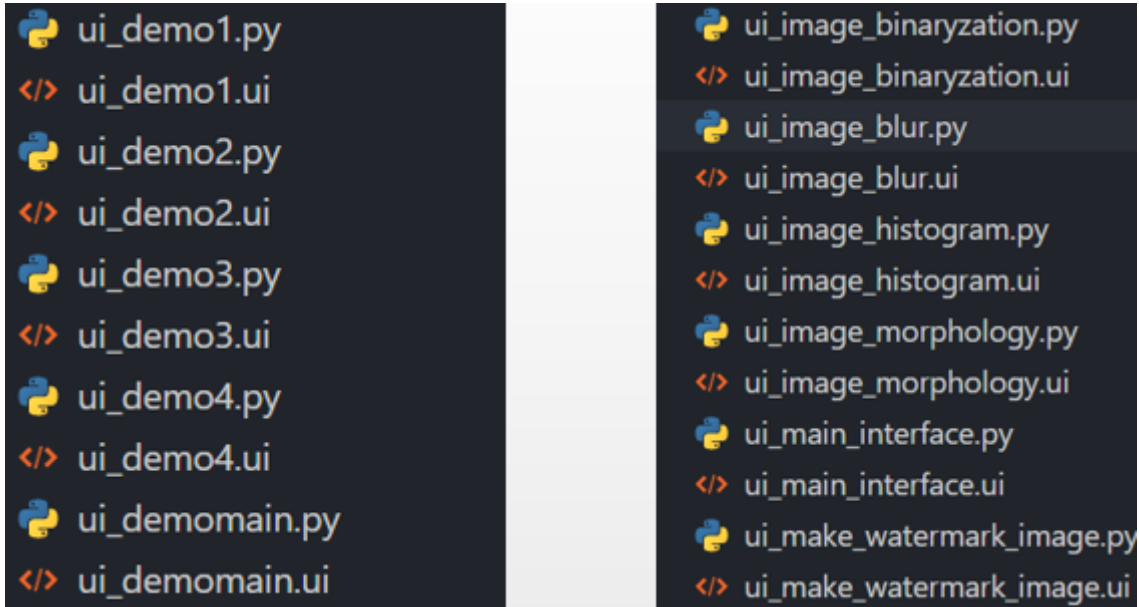 ui_demo1.py
ui_demo1.ui
ui_demo2.py
ui_demo2.ui
ui_demo3.py
ui_demo3.ui
ui_demo4.py
ui_demo4.ui
ui_demomain.py
ui_demomain.ui
ui_image_binaryzation.py
ui_image_binaryzation.ui
ui_image_blur.py
ui_image_blur.ui
ui_image_histogram.py
ui_image_histogram.ui
ui_image_morphology.py
ui_image_morphology.ui
ui_main_interface.py
ui_main_interface.ui
ui_make_watermark_image.py
ui_make_watermark_image.ui